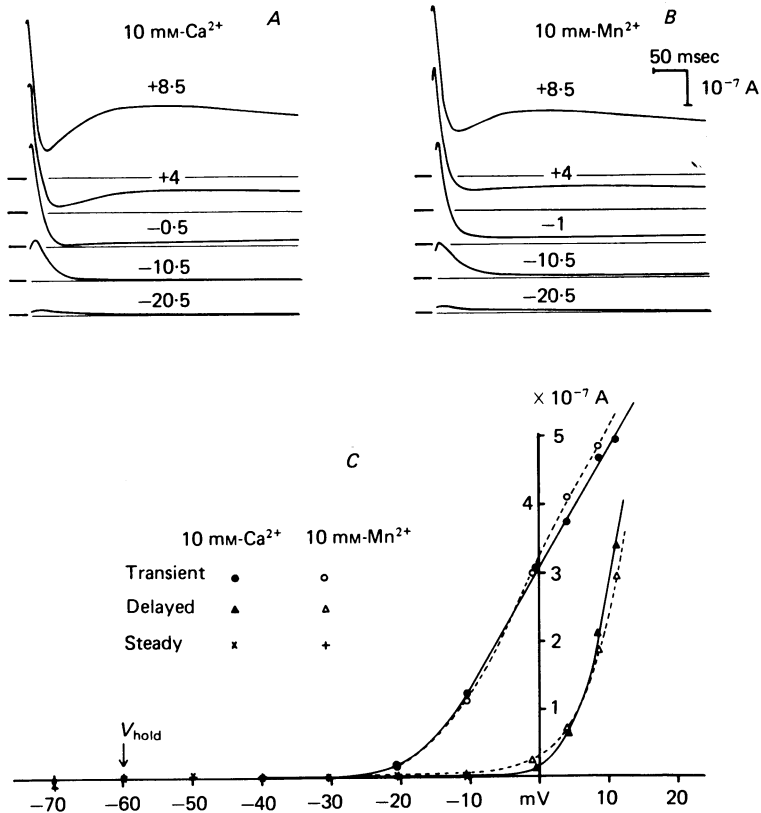 A
10 mM-Ca2+
+8·5
+4
−0·5
−10·5
−20·5
B
10 mM-Mn2+
50 msec
10−7 A
+8·5
+4
−1
−10·5
−20·5
C
× 10−7 A
5
4
3
2
1
10 mM-Ca2+ 10 mM-Mn2+
Transient
Delayed
Steady
Vhold
−70 −60 −50 −40 −30 −20 −10 mV 10 20